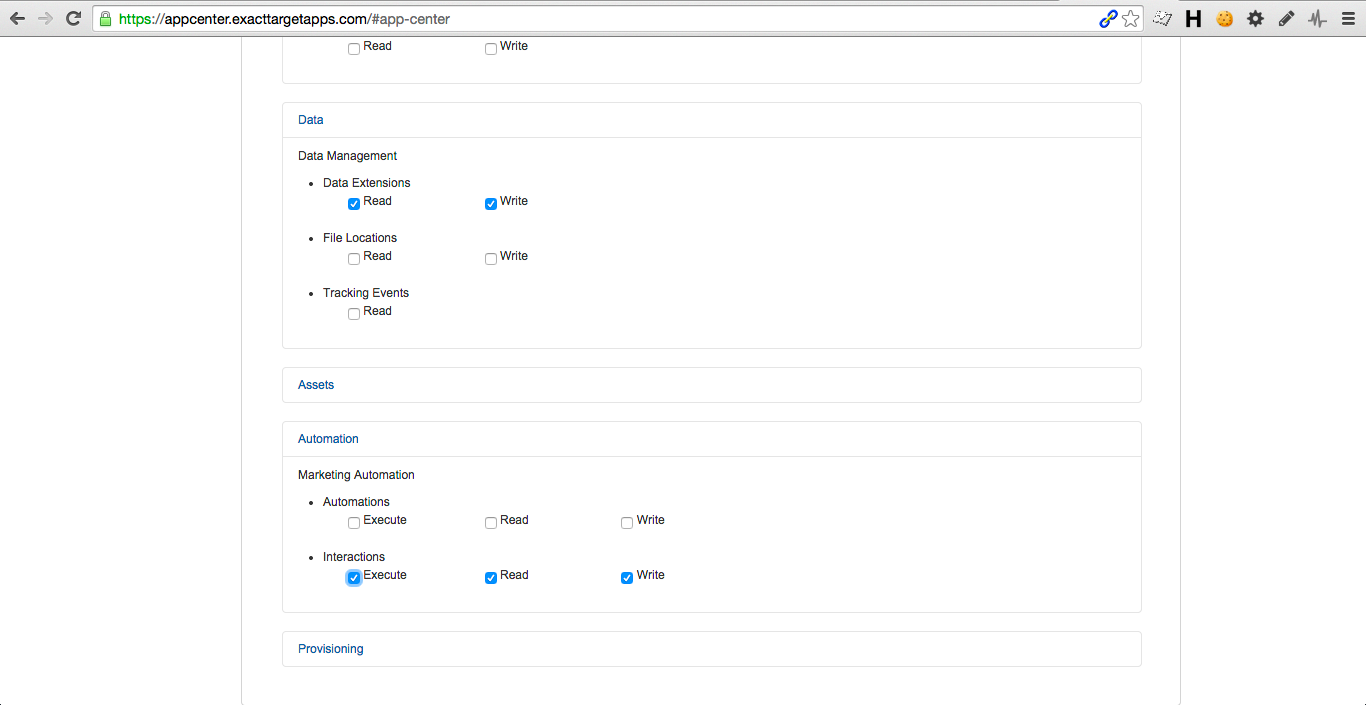 https://appcenter.exacttargetapps.com/#app-center
H
Read Write
Data
Data Management
Data Extensions
Read Write
File Locations
Read Write
Tracking Events
Read
Assets
Automation
Marketing Automation
Automations
Execute Read Write
Interactions
Execute Read Write
Provisioning